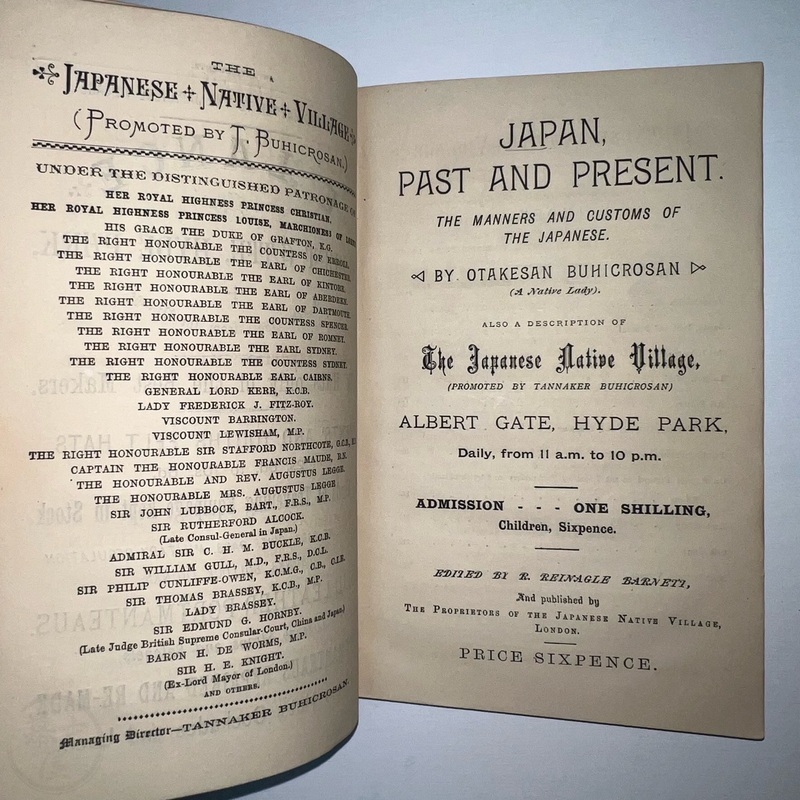 THE
JAPANESE + NATIVE + VILLAGE
(PROMOTED BY T. BUHICROSAN.)
UNDER THE DISTINGUISHED PATRONAGE OF
HER ROYAL HIGHNESS PRINCESS CHRISTIAN,
HER ROYAL HIGHNESS PRINCESS LOUISE, MARCHIONESS OF
HIS GRACE THE DUKE OF GRAFTON, K.G.
THE RIGHT HONOURABLE THE COUNTESS OF
THE RIGHT HONOURABLE THE EARL OF CHICHESTER.
THE RIGHT HONOURABLE THE EARL OF KINTORE.
THE RIGHT HONOURABLE THE EARL OF ABERDEEN.
THE RIGHT HONOURABLE THE EARL OF DARTMOUTH.
THE RIGHT HONOURABLE THE COUNTESS SPENCER.
THE RIGHT HONOURABLE THE EARL OF ROMNEY.
THE RIGHT HONOURABLE THE EARL SYDNEY.
THE RIGHT HONOURABLE THE COUNTESS SYDNEY.
THE RIGHT HONOURABLE EARL CAIRNS.
GENERAL LORD KERR, K.C.B.
LADY FREDERICK J. FITZ-ROY.
VISCOUNT BARRINGTON.
VISCOUNT LEWISHAM, M.P.
THE RIGHT HONOURABLE SIR STAFFORD NORTHCOTE, G.C.B.,
CAPTAIN THE HONOURABLE FRANCIS MAUDE, R.N.
THE HONOURABLE AND REV. AUGUSTUS LEGGE.
THE HONOURABLE MRS. AUGUSTUS LEGGE
SIR JOHN LUBBOCK, BART., F.R.S., M.P.
SIR RUTHERFORD ALCOCK.
(Late Consul-General in Japan.)
ADMIRAL SIR C. H. M. BUCKLE, K.C.B.
SIR WILLIAM GULL, M.D., F.R.S., D.C.L.
SIR PHILIP CUNLIFFE-OWEN, K.C.M.G., C.B., C.I.E.
SIR THOMAS BRASSEY, K.C.B., M.P.
LADY BRASSEY.
SIR EDMUND G. HORNBY.
(Late Judge British Supreme Consular-Court, China and Japan.)
BARON H. DE WORMS, M.P.
SIR H. E. KNIGHT.
(Ex-Lord Mayor of London.)
AND OTHERS.
Managing Director—TANNAKER BUHICROSAN.
JAPAN,
PAST AND PRESENT.
THE MANNERS AND CUSTOMS OF
THE JAPANESE.
BY OTAKESAN BUHICROSAN
(A Native Lady).
ALSO A DESCRIPTION OF
The Japanese Native Village,
(PROMOTED BY TANNAKER BUHICROSAN)
ALBERT GATE, HYDE PARK,
Daily, from 11 a.m. to 10 p.m.
ADMISSION - - - ONE SHILLING,
Children, Sixpence.
EDITED BY R. REINAGLE BARNETT,
And published by
THE PROPRIETORS OF THE JAPANESE NATIVE VILLAGE,
LONDON.
PRICE SIXPENCE.